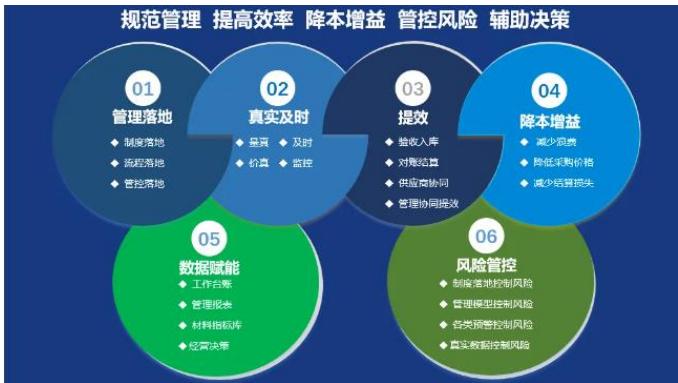 规范管理 提高效率 降本增益 管控风险 辅助决策
01
管理落地
◆ 制度落地
◆ 流程落地
◆ 管控落地
02
真实及时
◆ 量真 ◆ 及时
◆ 价真 ◆ 监控
03
提效
◆ 验收入库
◆ 对账结算
◆ 供应商协同
◆ 管理协同提效
04
降本增益
◆ 减少浪费
◆ 降低采购价格
◆ 减少结算损失
05
数据赋能
◆ 工作台账
◆ 管理报表
◆ 材料指标库
◆ 经营决策
06
风险管控
◆ 制度落地控制风险
◆ 管理模型控制风险
◆ 各类预警控制风险
◆ 真实数据控制风险